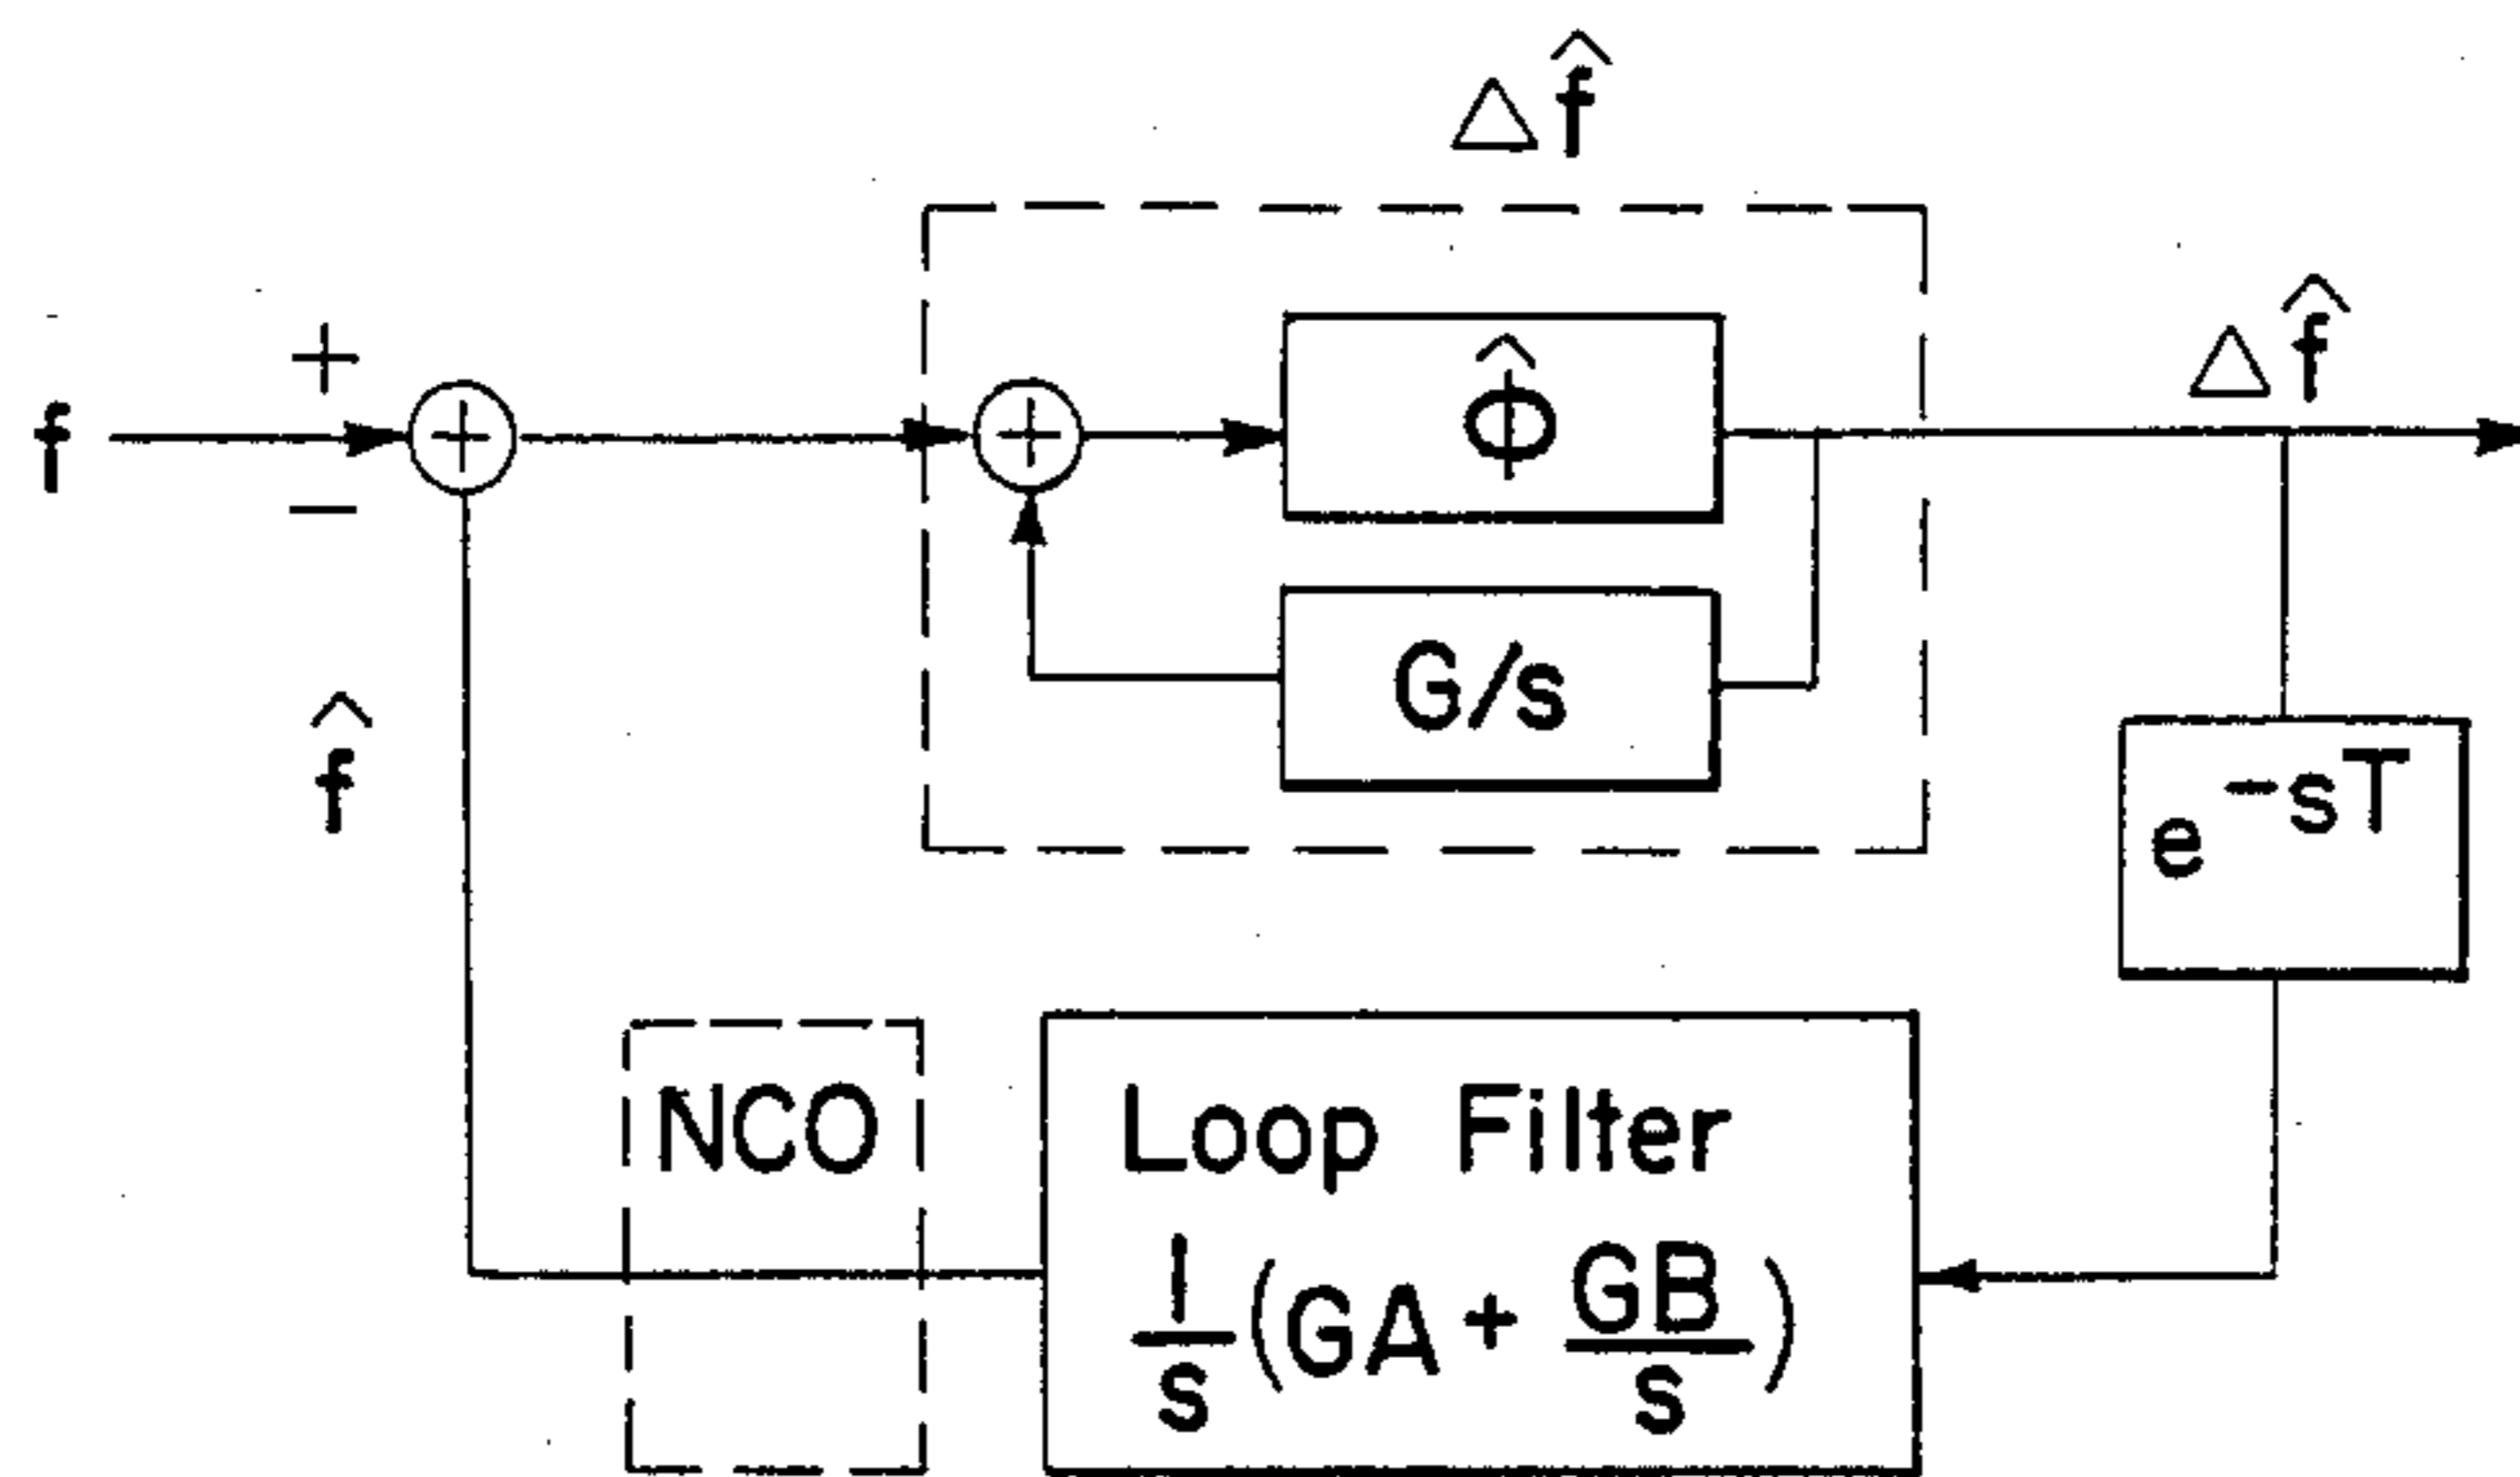 Δf̂
+
f
−
Φ̂
Δf̂
G/s
f̂
e^-sT
NCO
Loop Filter
1/s (GA + GB/s)